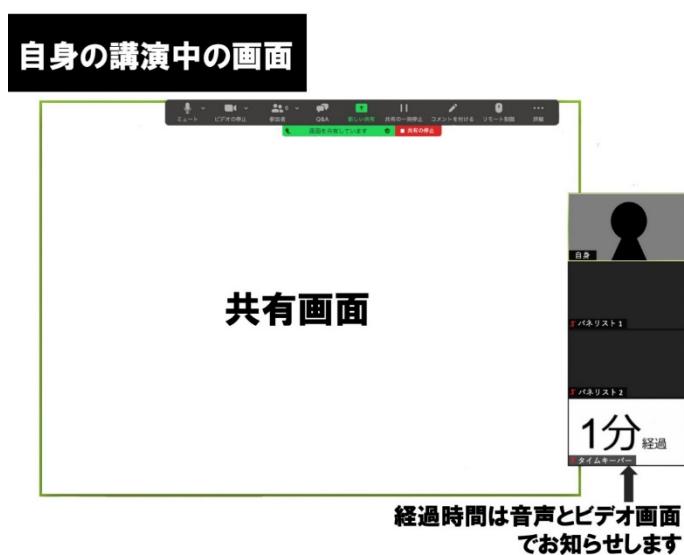 自身の講演中の画面
ミュート ビデオの停止 参加者 Q&A 新しい共有 共有の一時停止 コメントを付ける リモート制御 詳細
画面を共有しています 共有の停止
共有画面
自身
パネリスト1
パネリスト2
1分経過
タイムキーパー
経過時間は音声とビデオ画面
でお知らせします